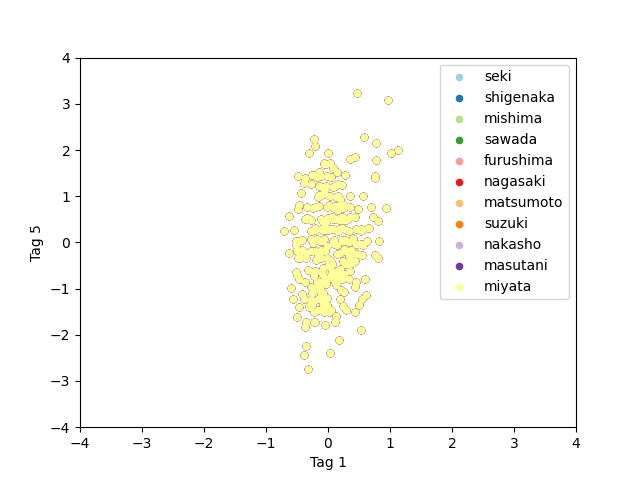 4
3
2
1
0
−1
−2
−3
−4
Tag 5
−4
−3
−2
−1
0
1
2
3
4
Tag 1
seki
shigenaka
mishima
sawada
furushima
nagasaki
matsumoto
suzuki
nakasho
masutani
miyata